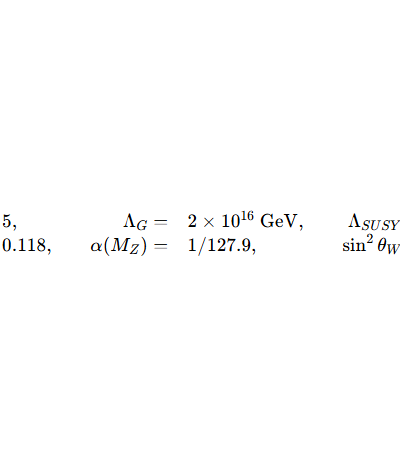 5, Λ_G = 2 × 10^16 GeV, Λ_SUSY
0.118, α(M_Z) = 1/127.9, sin^2 θ_W